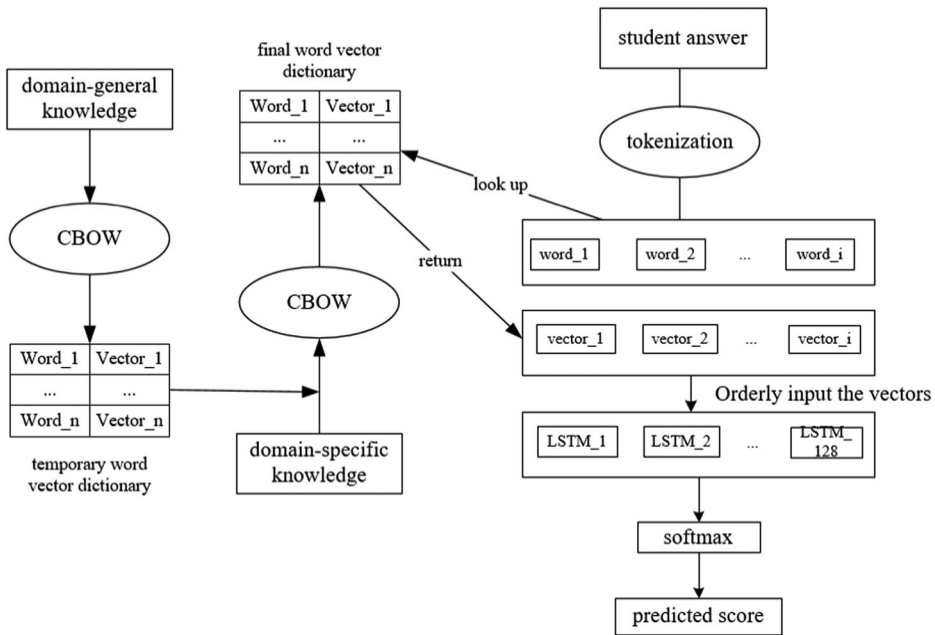 domain-general
knowledge
CBOW
Word_1 Vector_1
... ...
Word_n Vector_n
temporary word
vector dictionary
final word vector
dictionary
Word_1 Vector_1
... ...
Word_n Vector_n
CBOW
domain-specific
knowledge
student answer
tokenization
look up
return
word_1 word_2 ... word_i
vector_1 vector_2 ... vector_i
Orderly input the vectors
LSTM_1 LSTM_2 ... LSTM_
128
softmax
predicted score